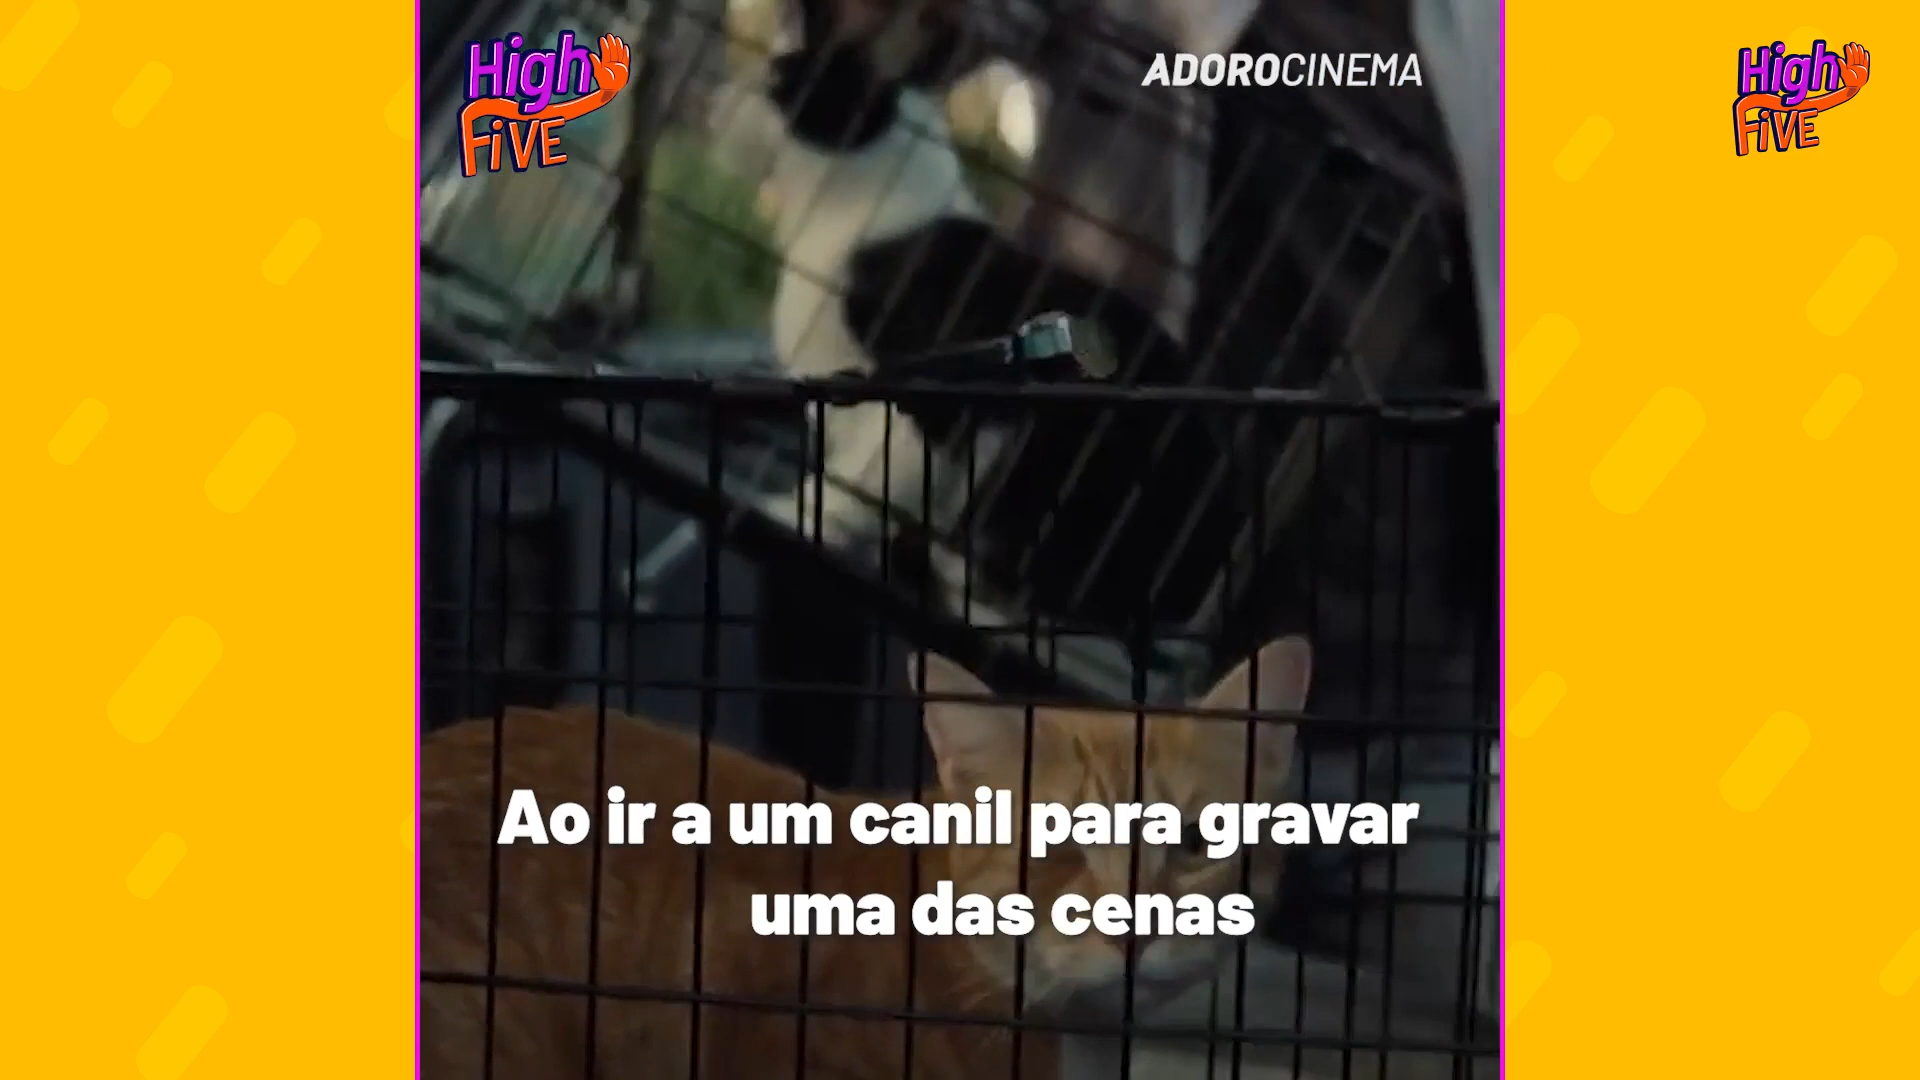 High
FiVE
ADOROCINEMA
High
FiVE
Ao ir a um canil para gravar
uma das cenas